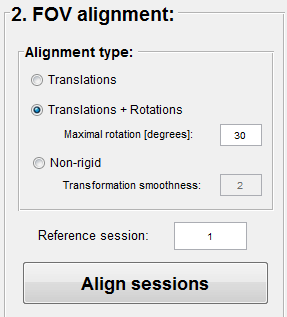 2. FOV alignment:
Alignment type:
Translations
Translations + Rotations
Maximal rotation [degrees]: 30
Non-rigid
Transformation smoothness: 2
Reference session: 1
Align sessions